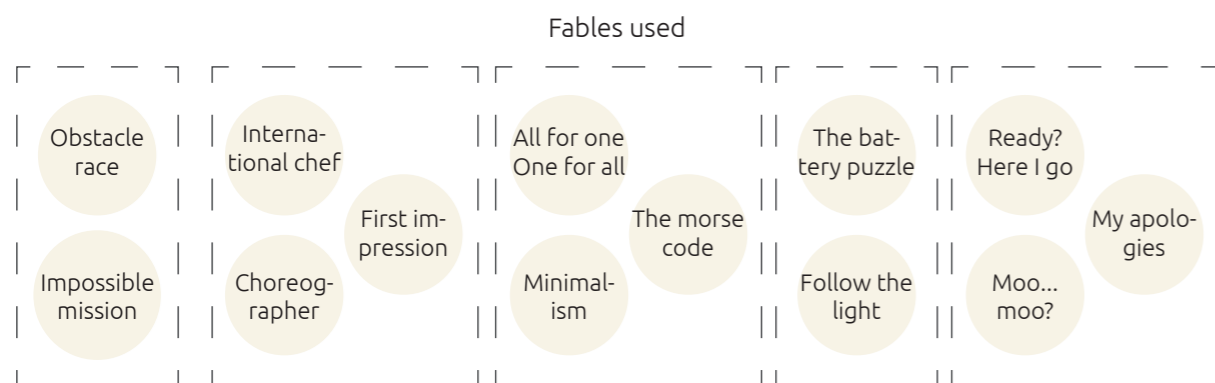 Fables used
Obstacle
race
Impossible
mission
Interna-
tional chef
First im-
pression
Choreog-
rapher
All for one
One for all
The morse
code
Minimal-
ism
The bat-
tery puzzle
Follow the
light
Ready?
Here I go
My apolo-
gies
Moo...
moo?